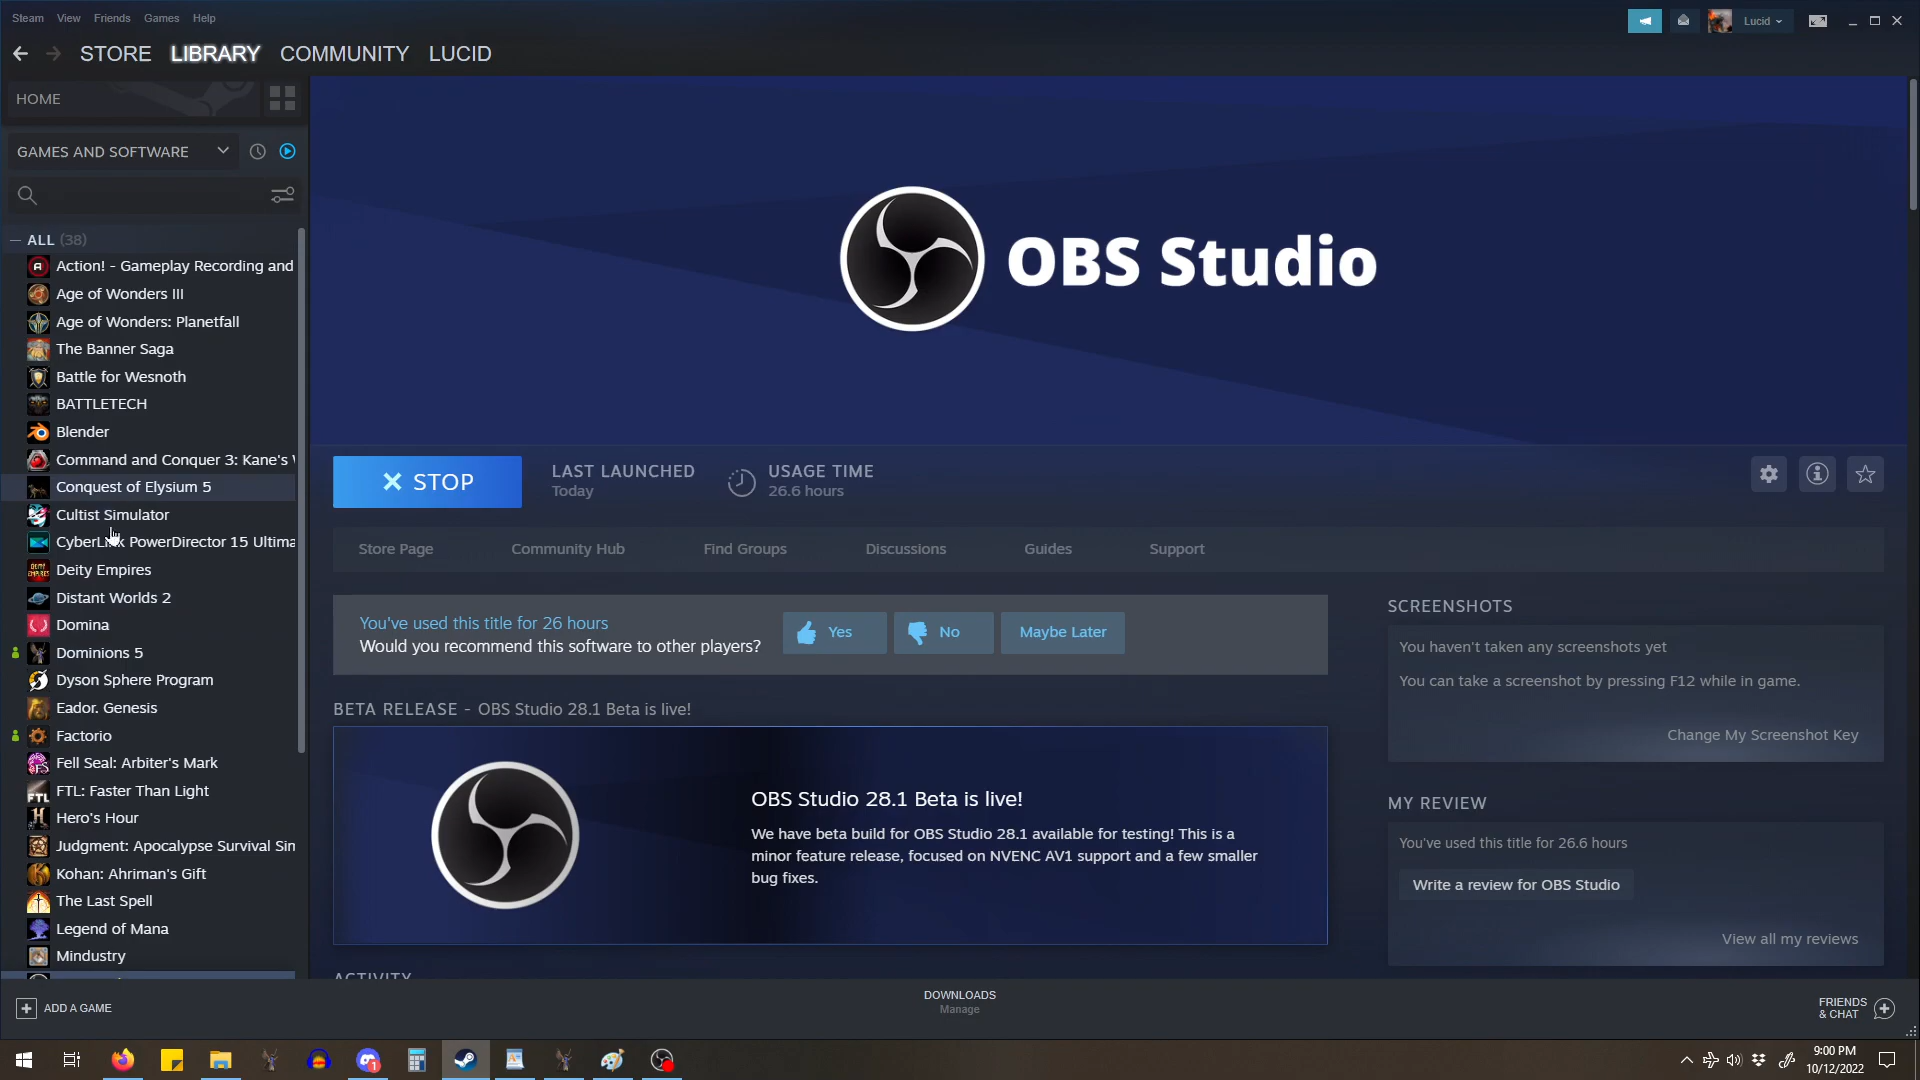 Steam View Friends Games Help
Lucid
STORE LIBRARY COMMUNITY LUCID
HOME
GAMES AND SOFTWARE
ALL (38)
Action! - Gameplay Recording and
Age of Wonders III
Age of Wonders: Planetfall
The Banner Saga
Battle for Wesnoth
BATTLETECH
Blender
Command and Conquer 3: Kane's
Conquest of Elysium 5
Cultist Simulator
CyberLink PowerDirector 15 Ultima
Deity Empires
Distant Worlds 2
Domina
Dominions 5
Dyson Sphere Program
Eador. Genesis
Factorio
Fell Seal: Arbiter's Mark
FTL: Faster Than Light
Hero's Hour
Judgment: Apocalypse Survival Sim
Kohan: Ahriman's Gift
The Last Spell
Legend of Mana
Mindustry
ADD A GAME
OBS Studio
STOP
LAST LAUNCHED
Today
USAGE TIME
26.6 hours
Store Page Community Hub Find Groups Discussions Guides Support
You've used this title for 26 hours
Would you recommend this software to other players?
Yes No Maybe Later
BETA RELEASE - OBS Studio 28.1 Beta is live!
OBS Studio 28.1 Beta is live!
We have beta build for OBS Studio 28.1 available for testing! This is a
minor feature release, focused on NVENC AV1 support and a few smaller
bug fixes.
ACTIVITY
SCREENSHOTS
You haven't taken any screenshots yet
You can take a screenshot by pressing F12 while in game.
Change My Screenshot Key
MY REVIEW
You've used this title for 26.6 hours
Write a review for OBS Studio
View all my reviews
DOWNLOADS
Manage
FRIENDS
& CHAT
9:00 PM
10/12/2022